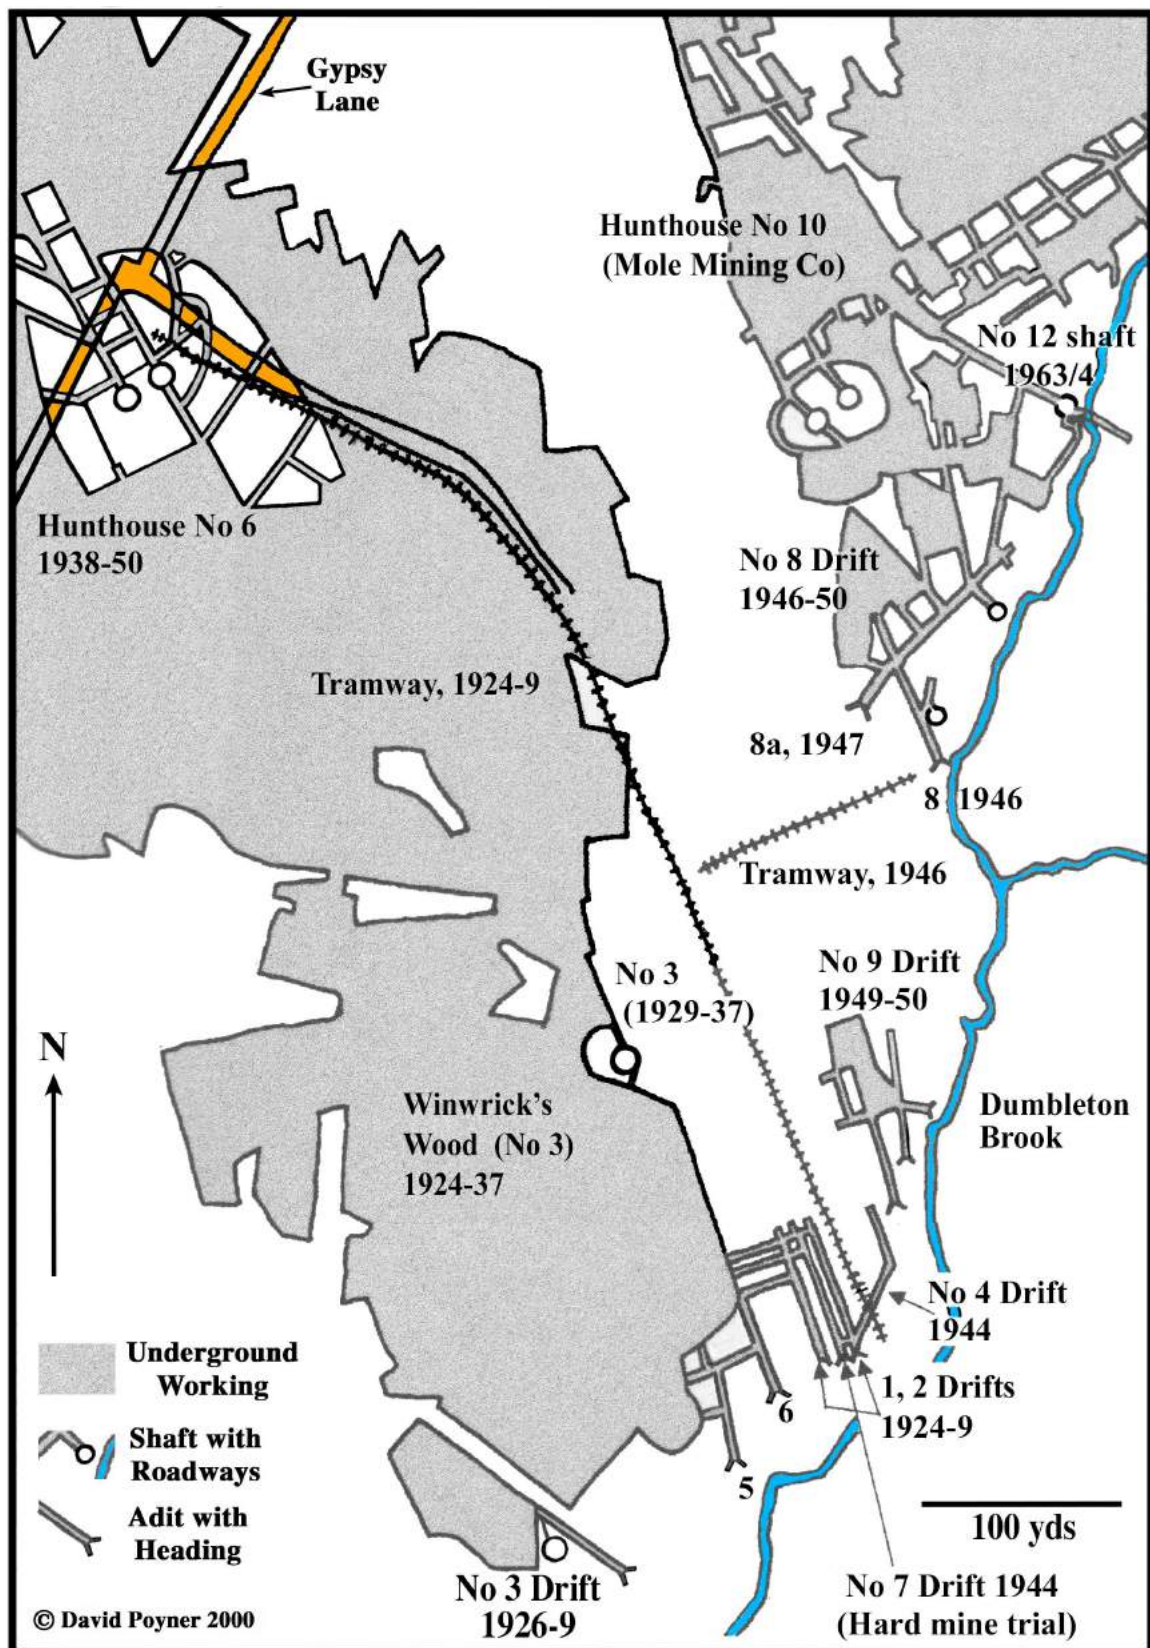 Gypsy
Lane
Hunthouse No 10
(Mole Mining Co)
No 12 shaft
1963/4
Hunthouse No 6
1938-50
No 8 Drift
1946-50
Tramway, 1924-9
8a, 1947
8 1946
Tramway, 1946
No 9 Drift
1949-50
No 3
(1929-37)
N
Winwrick's
Wood (No 3)
1924-37
Dumbleton
Brook
No 4 Drift
1944
1, 2 Drifts
1924-9
6
5
Underground
Working
Shaft with
Roadways
Adit with
Heading
100 yds
No 3 Drift
1926-9
No 7 Drift 1944
(Hard mine trial)
© David Poyner 2000